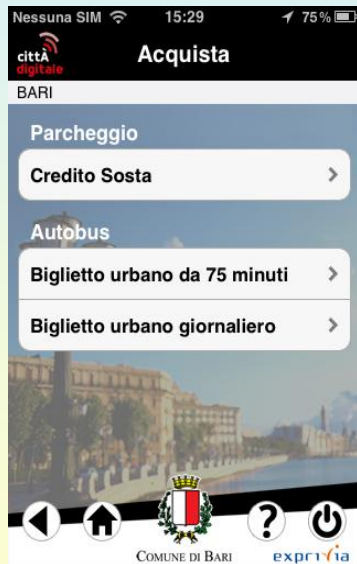 Nessuna SIM 15:29 75%
città
digitale
Acquista
BARI
Parcheggio
Credito Sosta
Autobus
Biglietto urbano da 75 minuti
Biglietto urbano giornaliero
?
COMUNE DI BARI
exprivia